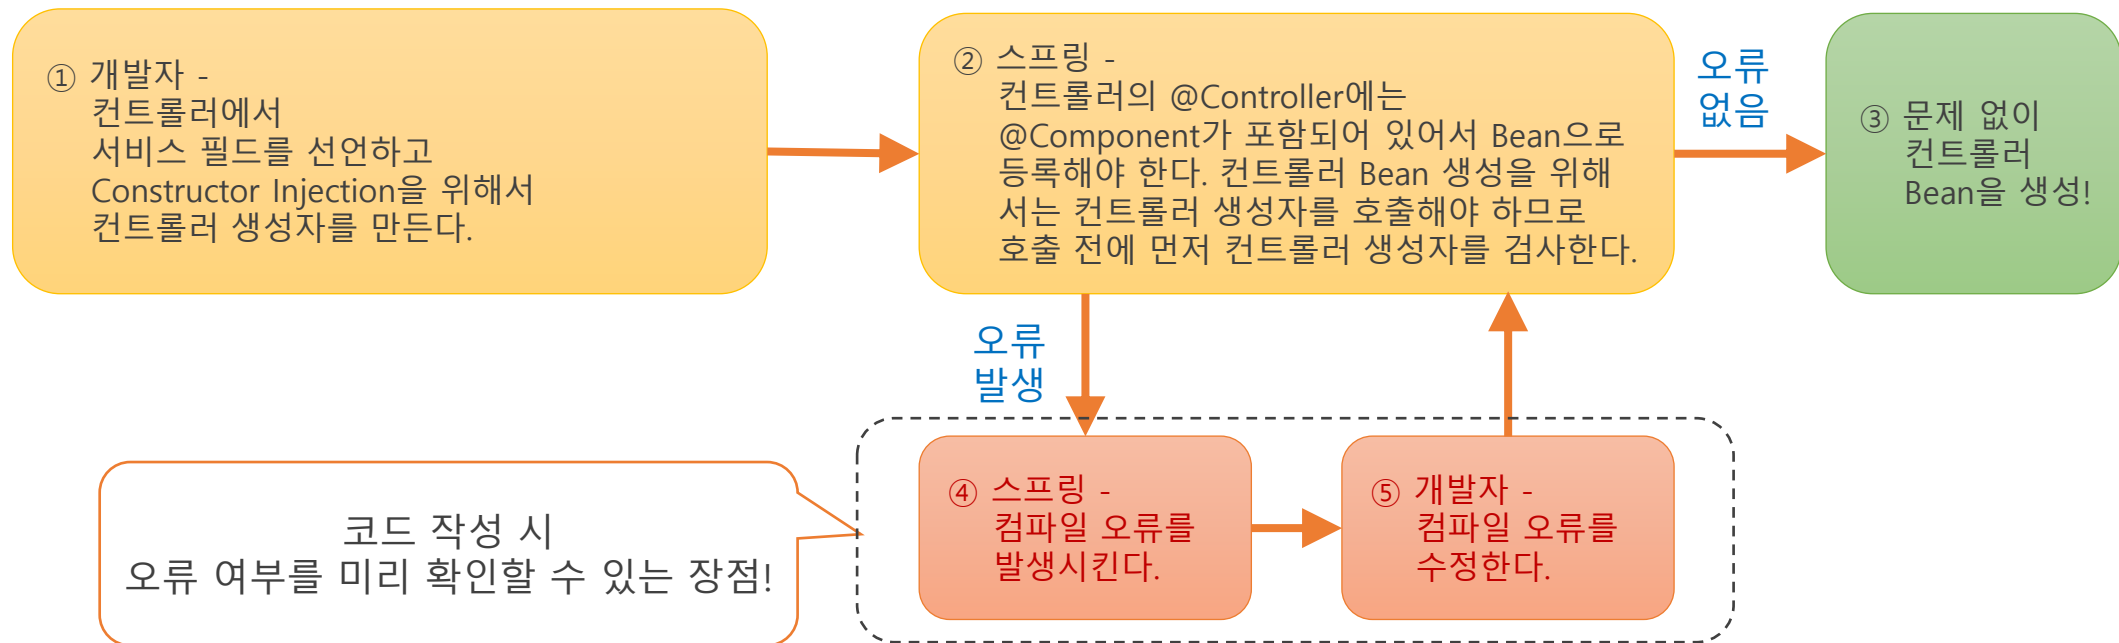 ① 개발자 -
컨트롤러에서
서비스 필드를 선언하고
Constructor Injection을 위해서
컨트롤러 생성자를 만든다.
② 스프링 -
컨트롤러의 @Controller에는
@Component가 포함되어 있어서 Bean으로
등록해야 한다. 컨트롤러 Bean 생성을 위해
서는 컨트롤러 생성자를 호출해야 하므로
호출 전에 먼저 컨트롤러 생성자를 검사한다.
오류
없음
③ 문제 없이
컨트롤러
Bean을 생성!
오류
발생
④ 스프링 -
컴파일 오류를
발생시킨다.
⑤ 개발자 -
컴파일 오류를
수정한다.
코드 작성 시
오류 여부를 미리 확인할 수 있는 장점!